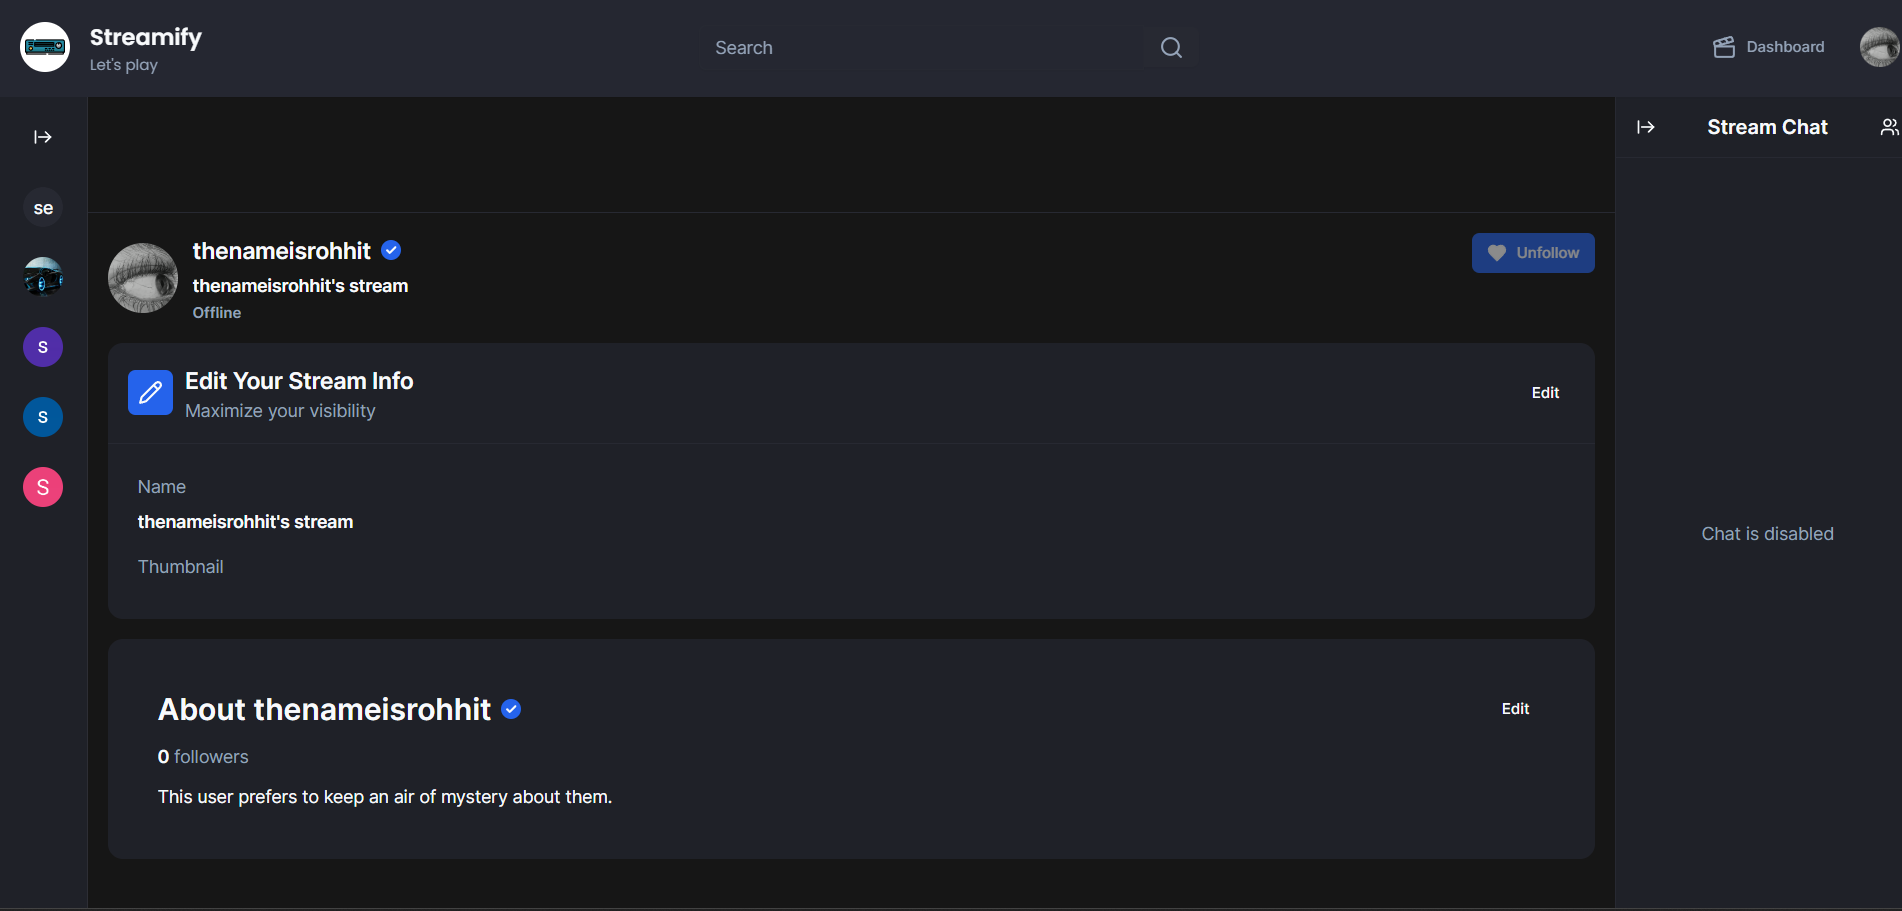 Streamify
Let's play
Search
Dashboard
se
S
S
S
thenameisrohhit
thenameisrohhit's stream
Offline
Unfollow
Edit Your Stream Info
Maximize your visibility
Edit
Name
thenameisrohhit's stream
Thumbnail
About thenameisrohhit
Edit
0 followers
This user prefers to keep an air of mystery about them.
Stream Chat
Chat is disabled